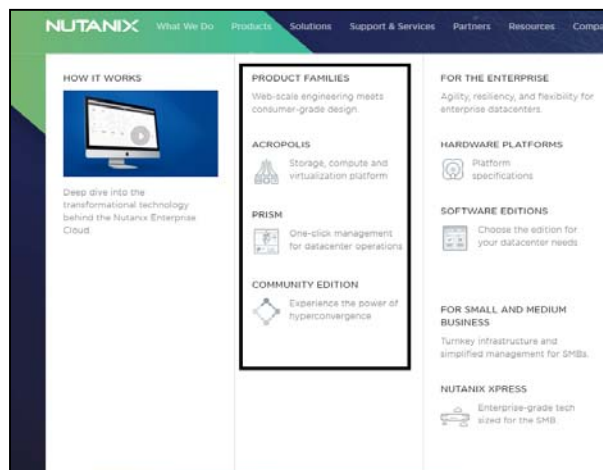 NUTANIX What We Do Products Solutions Support & Services Partners Resources Compa
HOW IT WORKS
Deep dive into the
transformational technology
behind the Nutanix Enterprise
Cloud.
PRODUCT FAMILIES
Web-scale engineering meets
consumer-grade design.
ACROPOLIS
Storage, compute and
virtualization platform
PRISM
One-click management
for datacenter operations
COMMUNITY EDITION
Experience the power of
hyperconvergence
FOR THE ENTERPRISE
Agility, resiliency, and flexibility for
enterprise datacenters.
HARDWARE PLATFORMS
Platform
specifications
SOFTWARE EDITIONS
Choose the edition for
your datacenter needs
FOR SMALL AND MEDIUM
BUSINESS
Turnkey infrastructure and
simplified management for SMBs.
NUTANIX XPRESS
Enterprise-grade tech
sized for the SMB